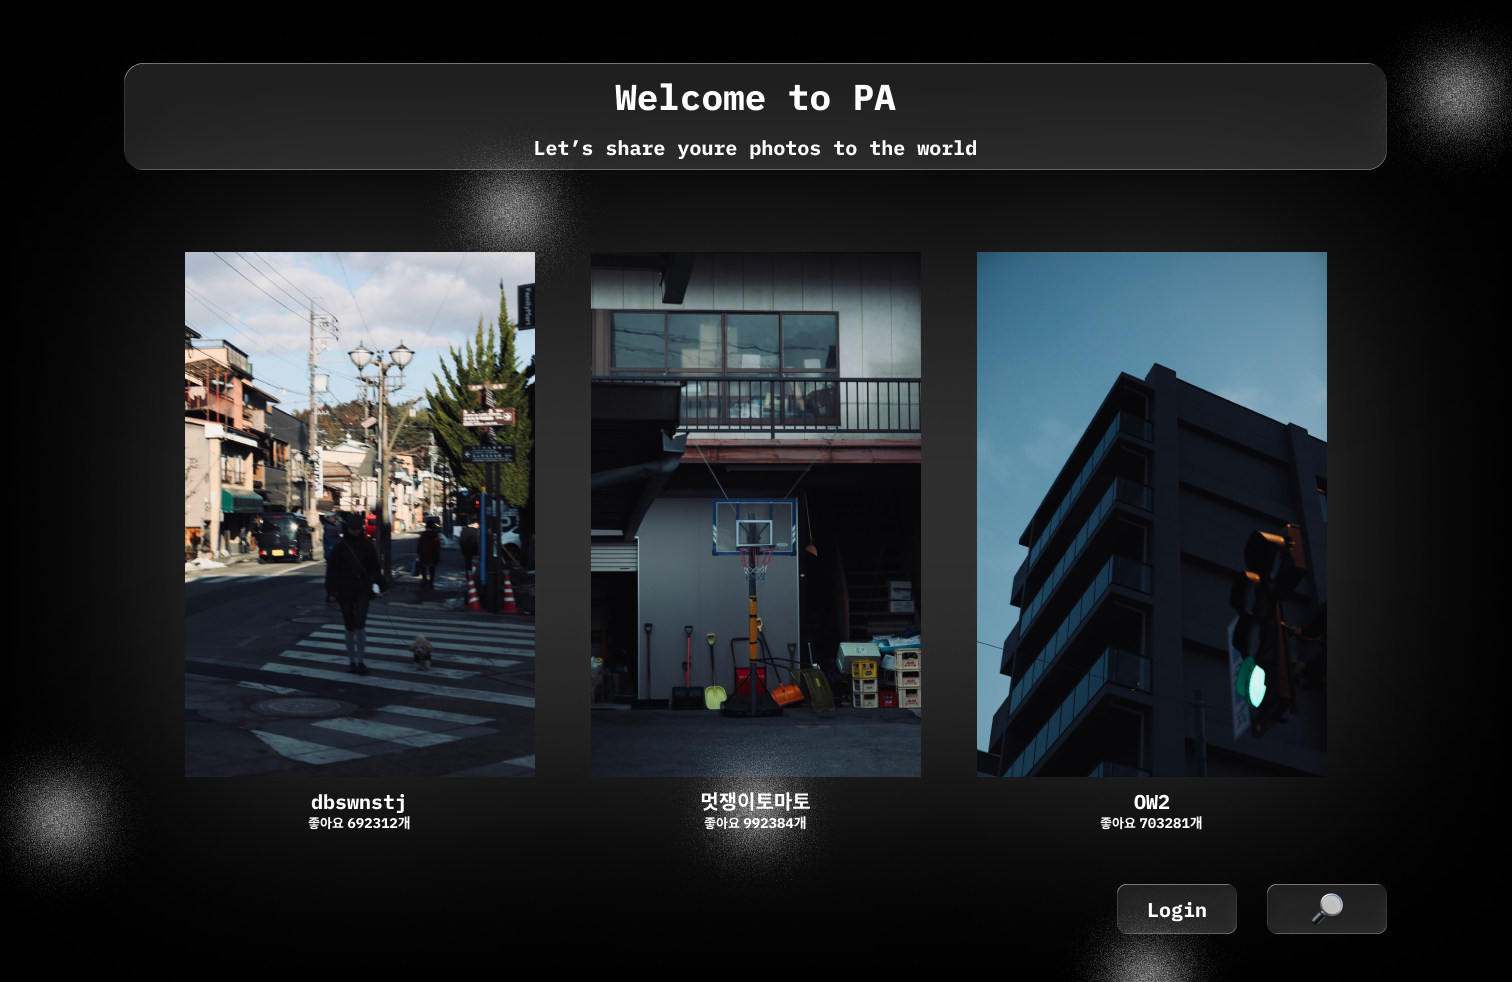 Welcome to PA
Let’s share youre photos to the world
FamilyMart
dbswnstj
좋아요 692312개
멋쟁이토마토
좋아요 992384개
OW2
좋아요 703281개
Login